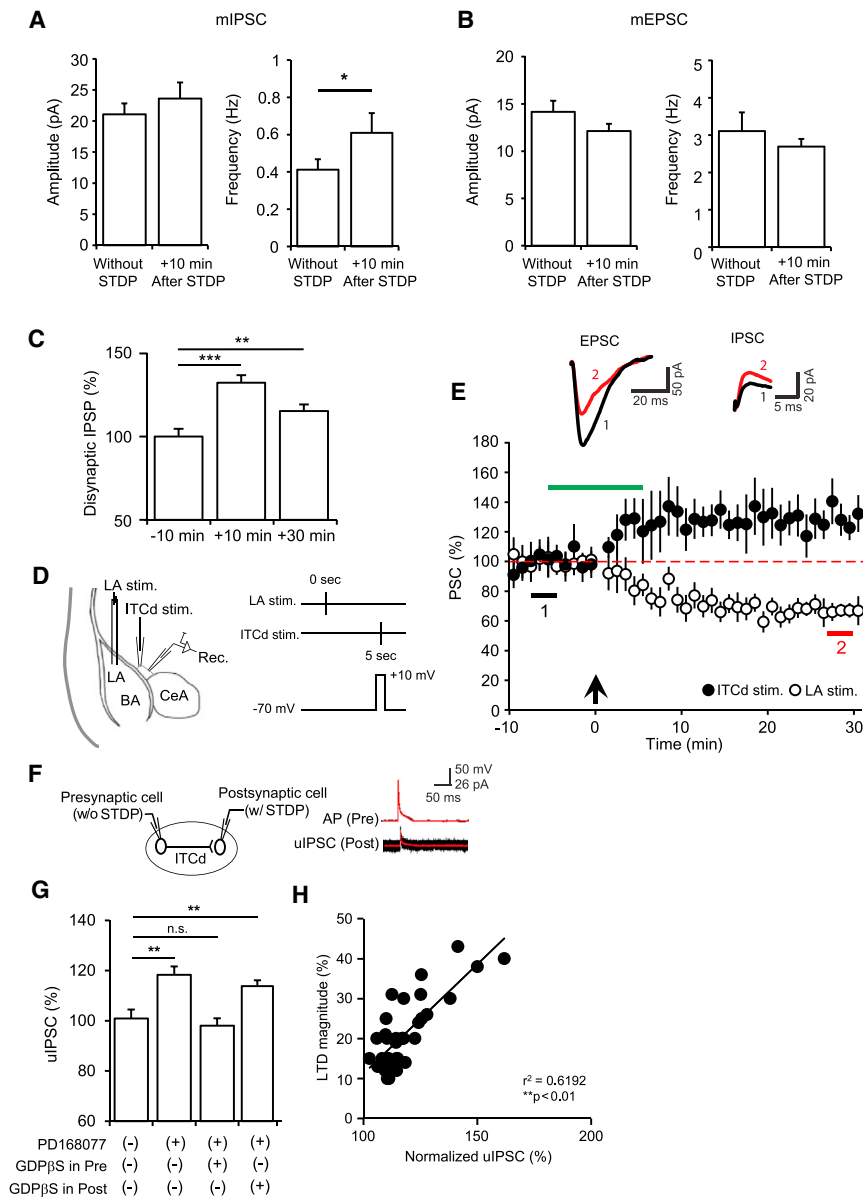 A
mIPSC
Amplitude (pA)
35
30
25
20
15
10
5
0
Without STDP
+10 min After STDP
Frequency (Hz)
1
0.8
0.6
0.4
0.2
0
*
Without STDP
+10 min After STDP
B
mEPSC
Amplitude (pA)
20
15
10
5
0
Without STDP
+10 min After STDP
Frequency (Hz)
5
4
3
2
1
0
Without STDP
+10 min After STDP
C
Disynaptic IPSP (%)
150
100
50
**
***
-10 min
+10 min
+30 min
D
LA stim.
ITCd stim.
Rec.
LA
BA
CeA
0 sec
LA stim.
ITCd stim.
5 sec
+10 mV
-70 mV
E
EPSC
2
1
20 ms
50 pA
IPSC
2
1
5 ms
20 pA
PSC (%)
180
160
140
120
100
80
60
40
20
0
1
2
ITCd stim.
LA stim.
-10
0
10
20
30
Time (min)
F
Presynaptic cell
(w/o STDP)
Postsynaptic cell
(w/ STDP)
ITCd
50 mV
26 pA
50 ms
AP (Pre)
uIPSC (Post)
G
uIPSC (%)
140
120
100
80
60
**
n.s.
**
PD168077 (-) (+) (+) (+)
GDPβS in Pre (-) (-) (+) (-)
GDPβS in Post (-) (-) (-) (+)
H
LTD magnitude (%)
50
40
30
20
10
0
r² = 0.6192
**p<0.01
100
150
200
Normalized uIPSC (%)